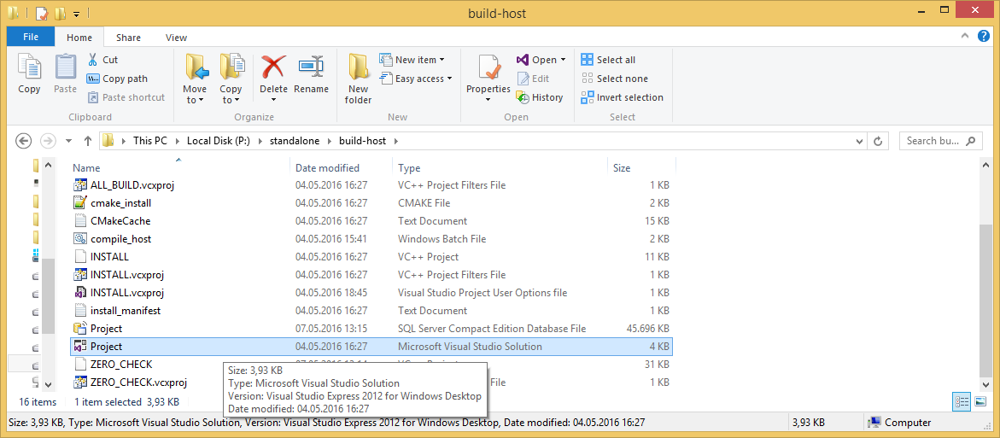 build-host
File Home Share View
Copy Paste Cut Copy path Paste shortcut
Move to Copy to Delete Rename
New folder New item Easy access
Properties Open Edit History
Select all Select none Invert selection
Clipboard Organize New Open Select
This PC Local Disk (P:) standalone build-host Search bu...
Name Date modified Type Size
ALL_BUILD.vcxproj 04.05.2016 16:27 VC++ Project Filters File 1 KB
cmake_install 04.05.2016 16:27 CMAKE File 2 KB
CMakeCache 04.05.2016 16:27 Text Document 15 KB
compile_host 04.05.2016 15:41 Windows Batch File 2 KB
INSTALL 04.05.2016 16:27 VC++ Project 11 KB
INSTALL.vcxproj 04.05.2016 16:27 VC++ Project Filters File 1 KB
INSTALL.vcxproj 04.05.2016 18:45 Visual Studio Project User Options file 1 KB
install_manifest 04.05.2016 16:27 Text Document 1 KB
Project 07.05.2016 13:15 SQL Server Compact Edition Database File 45.696 KB
Project 04.05.2016 16:27 Microsoft Visual Studio Solution 4 KB
ZERO_CHECK 31 KB
ZERO_CHECK.vcxproj File 1 KB
Size: 3,93 KB
Type: Microsoft Visual Studio Solution
Version: Visual Studio Express 2012 for Windows Desktop
Date modified: 04.05.2016 16:27
16 items 1 item selected 3,93 KB
Size: 3,93 KB, Type: Microsoft Visual Studio Solution, Version: Visual Studio Express 2012 for Windows Desktop, Date modified: 04.05.2016 16:27 3,93 KB Computer